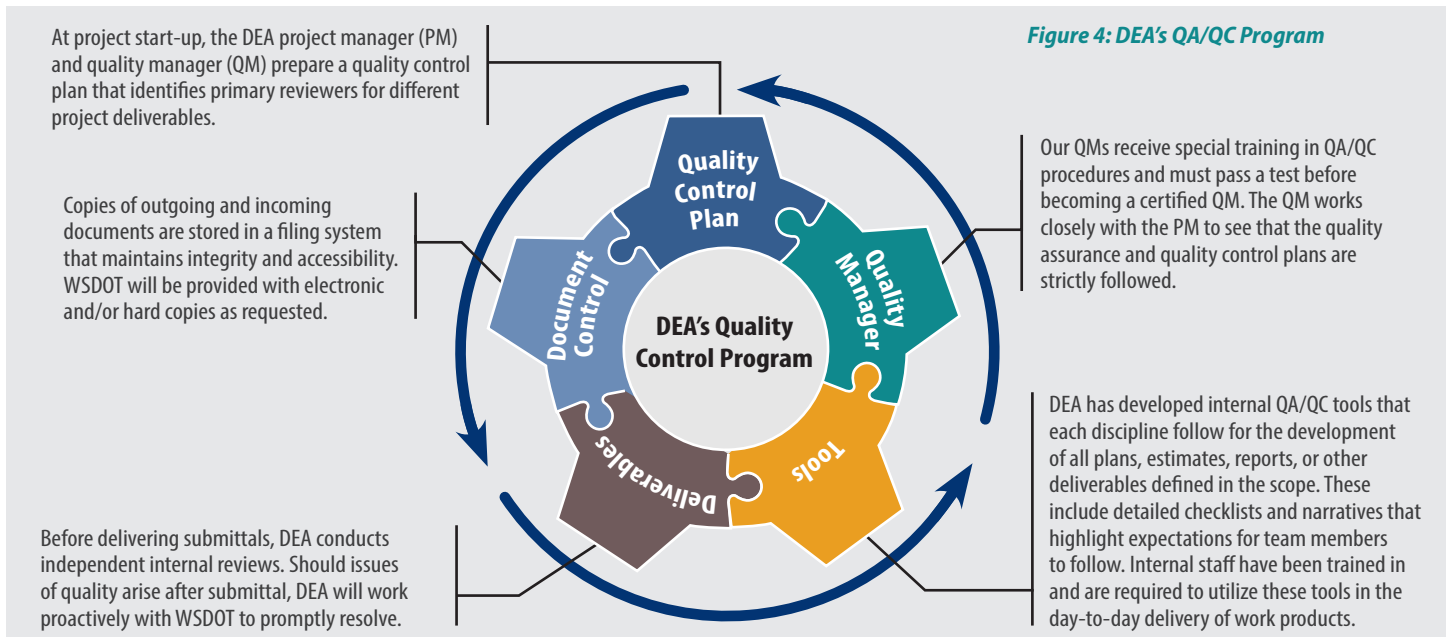 Figure 4: DEA's QA/QC Program
At project start-up, the DEA project manager (PM)
and quality manager (QM) prepare a quality control
plan that identifies primary reviewers for different
project deliverables.
Our QMs receive special training in QA/QC
procedures and must pass a test before
becoming a certified QM. The QM works
closely with the PM to see that the quality
assurance and quality control plans are
strictly followed.
Copies of outgoing and incoming
documents are stored in a filing system
that maintains integrity and accessibility.
WSDOT will be provided with electronic
and/or hard copies as requested.
Quality
Control
Plan
Quality
Manager
Tools
Deliverables
Document
Control
DEA's Quality
Control Program
DEA has developed internal QA/QC tools that
each discipline follow for the development
of all plans, estimates, reports, or other
deliverables defined in the scope. These
include detailed checklists and narratives that
highlight expectations for team members
to follow. Internal staff have been trained in
and are required to utilize these tools in the
day-to-day delivery of work products.
Before delivering submittals, DEA conducts
independent internal reviews. Should issues
of quality arise after submittal, DEA will work
proactively with WSDOT to promptly resolve.